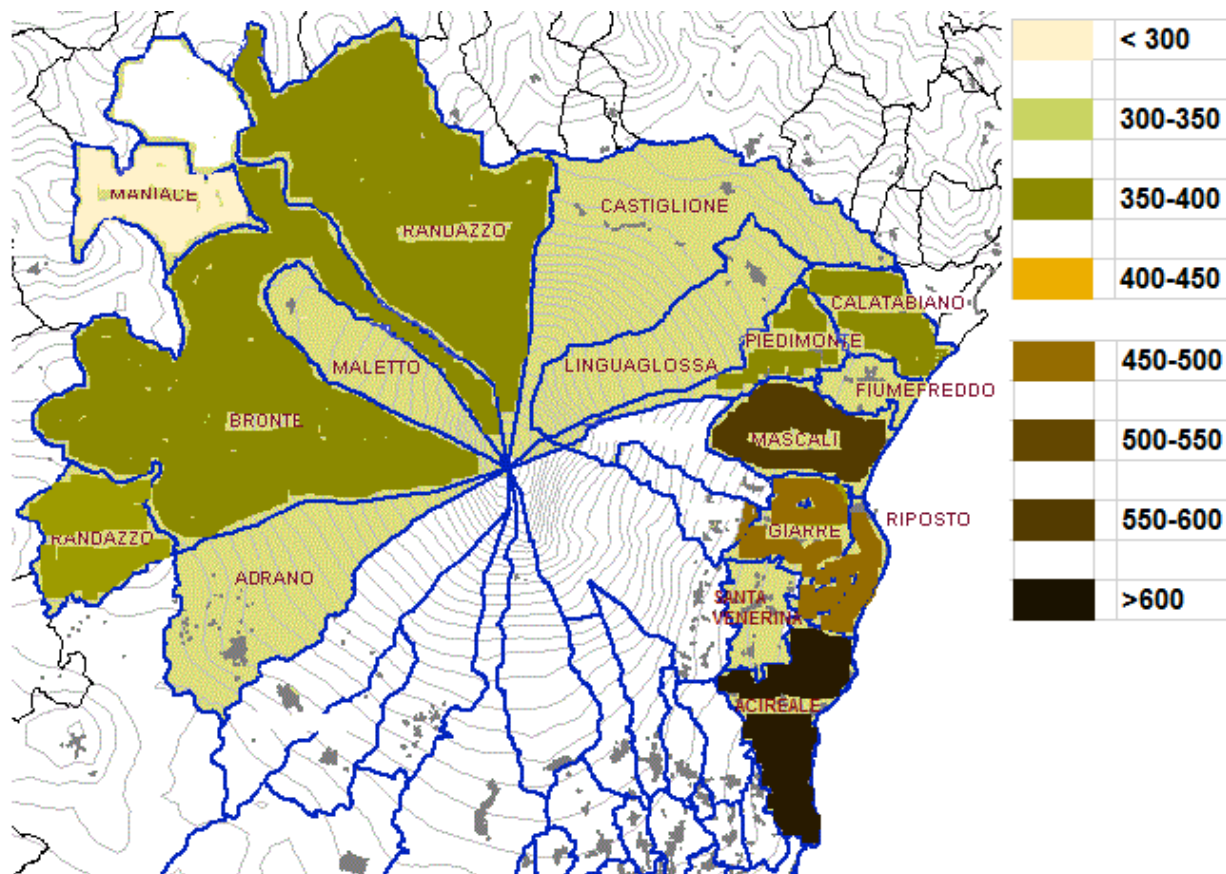 MANIACE
CASTIGLIONE
RANDAZZO
CALATABIANO
PIEDIMONTE
MALETTO
LINGUAGLOSSA
FIUMEFREDDO
BRONTE
MASCALI
RIPOSTO
GIARRE
RANDAZZO
ADRANO
SANTA
VENERINA
ACIREALE
< 300
300-350
350-400
400-450
450-500
500-550
550-600
>600